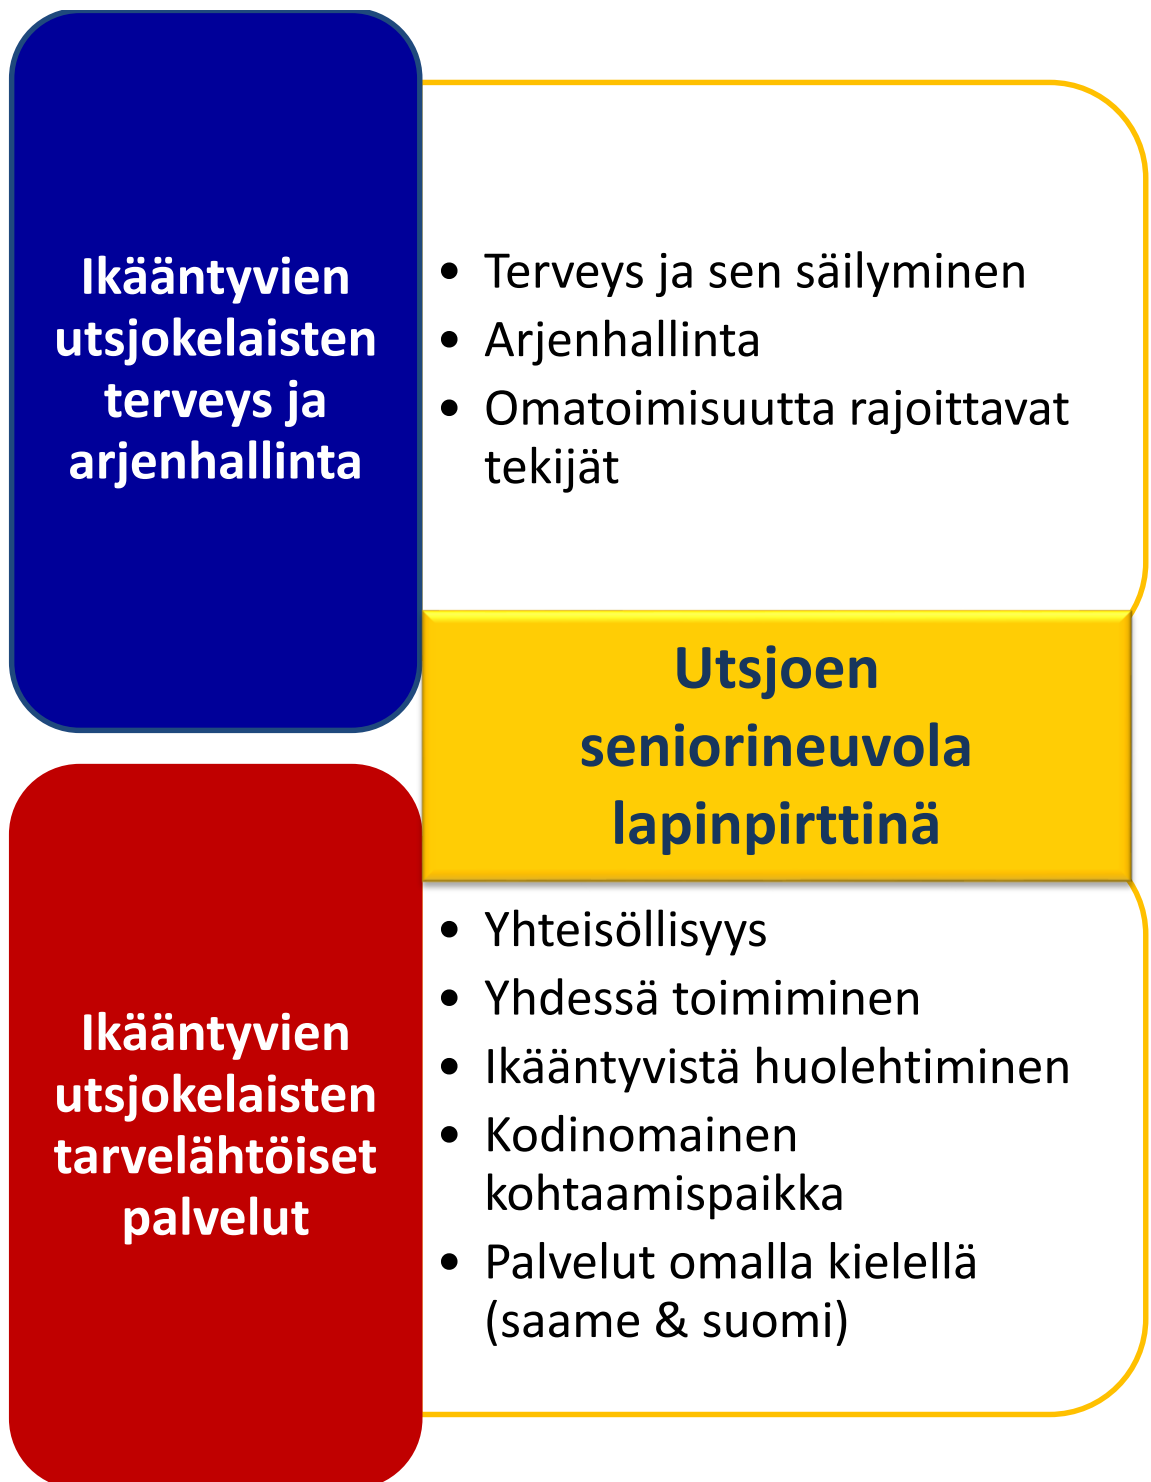 Ikääntyvien
utsjokelaisten
terveys ja
arjenhallinta
• Terveys ja sen säilyminen
• Arjenhallinta
• Omatoimisuutta rajoittavat
tekijät
Utsjoen
seniorineuvola
lapinpirttinä
Ikääntyvien
utsjokelaisten
tarvelähtöiset
palvelut
• Yhteisöllisyys
• Yhdessä toimiminen
• Ikääntyvistä huolehtiminen
• Kodinomainen
kohtaamispaikka
• Palvelut omalla kielellä
(saame & suomi)